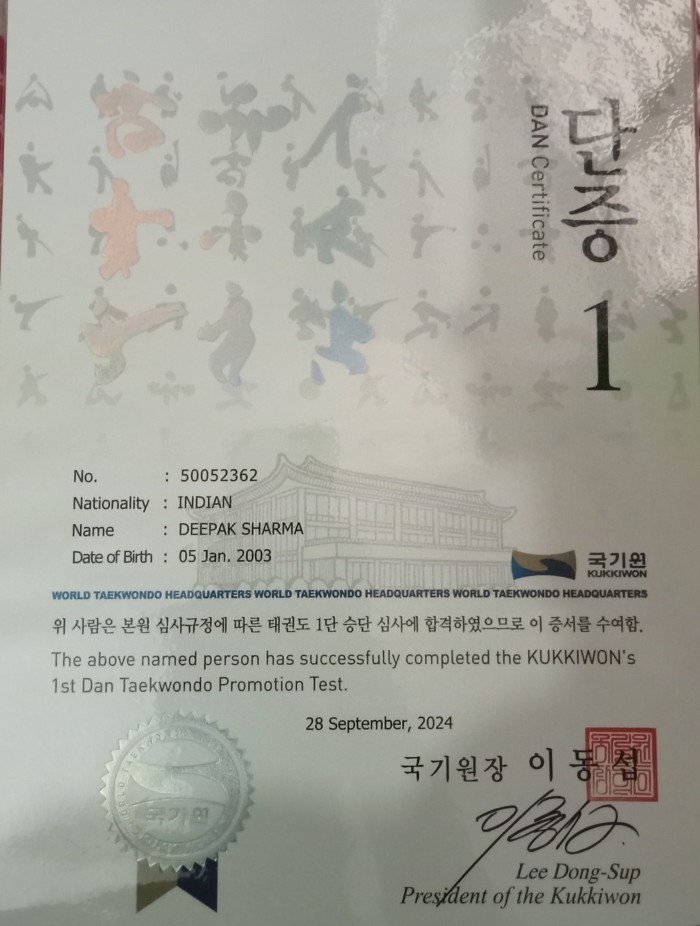 단증
DAN Certificate
1
No. : 50052362
Nationality : INDIAN
Name : DEEPAK SHARMA
Date of Birth : 05 Jan. 2003
국기원
KUKKIWON
WORLD TAEKWONDO HEADQUARTERS WORLD TAEKWONDO HEADQUARTERS WORLD TAEKWONDO HEADQUARTERS
위 사람은 본원 심사규정에 따른 태권도 1단 승단 심사에 합격하였으므로 이 증서를 수여함.
The above named person has successfully completed the KUKKIWON's
1st Dan Taekwondo Promotion Test.
28 September, 2024
국기원장 이동섭
Lee Dong-Sup
President of the Kukkiwon
국기원